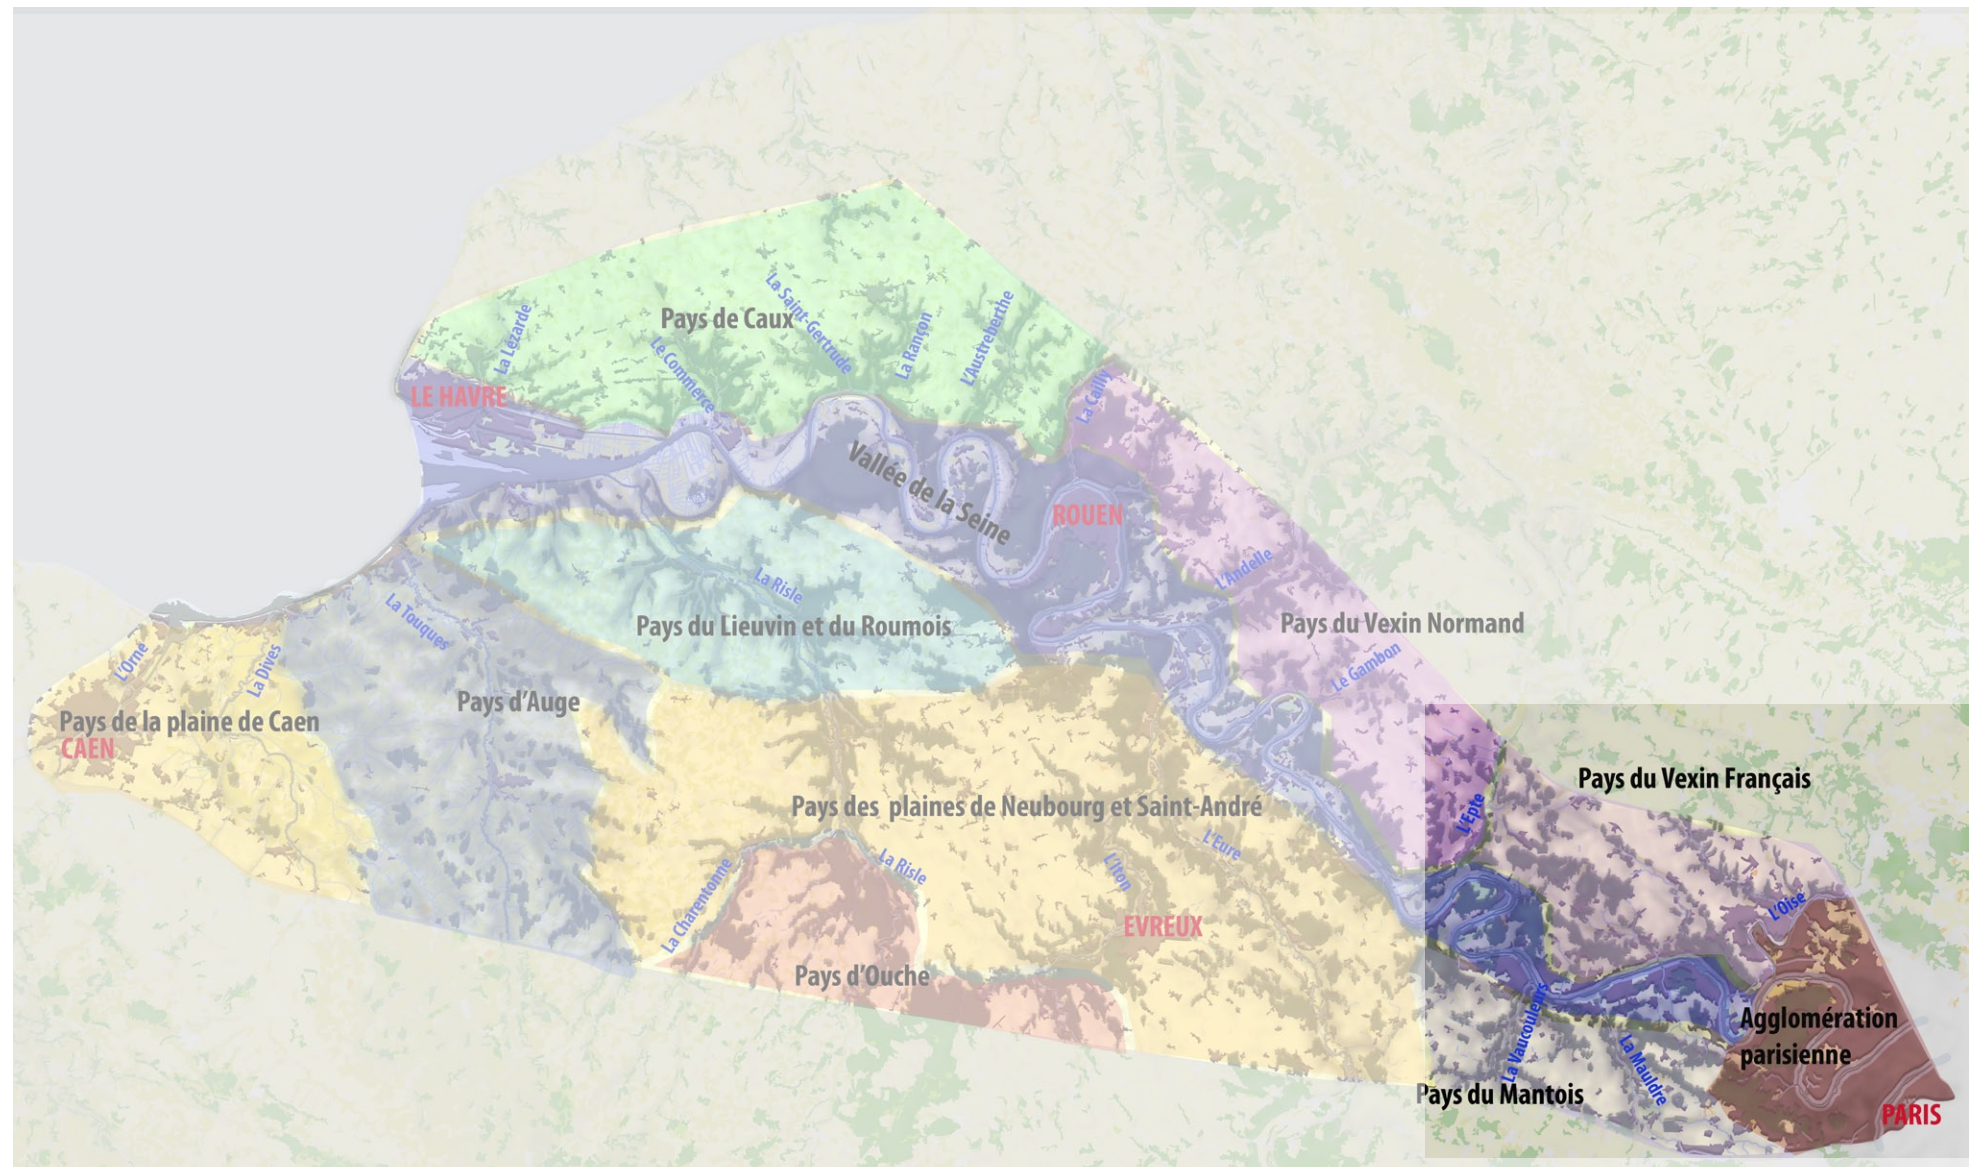 Pays de Caux
La Lézarde
Le Commerce
La Saint-Gertrude
La Rançon
L'Austreberthe
La Cailly
LE HAVRE
Vallée de la Seine
ROUEN
L'Andelle
La Risle
Pays du Lieuvin et du Roumois
Pays du Vexin Normand
Le Gambon
La Touques
L'Orne
La Dives
Pays d'Auge
Pays de la plaine de Caen
CAEN
Pays des plaines de Neubourg et Saint-André
L'Eure
L'Iton
La Risle
La Charentonne
EVREUX
Pays d'Ouche
Pays du Vexin Français
L'Epte
L'Oise
Agglomération
parisienne
La Vaucouleurs
La Mauldre
Pays du Mantois
PARIS